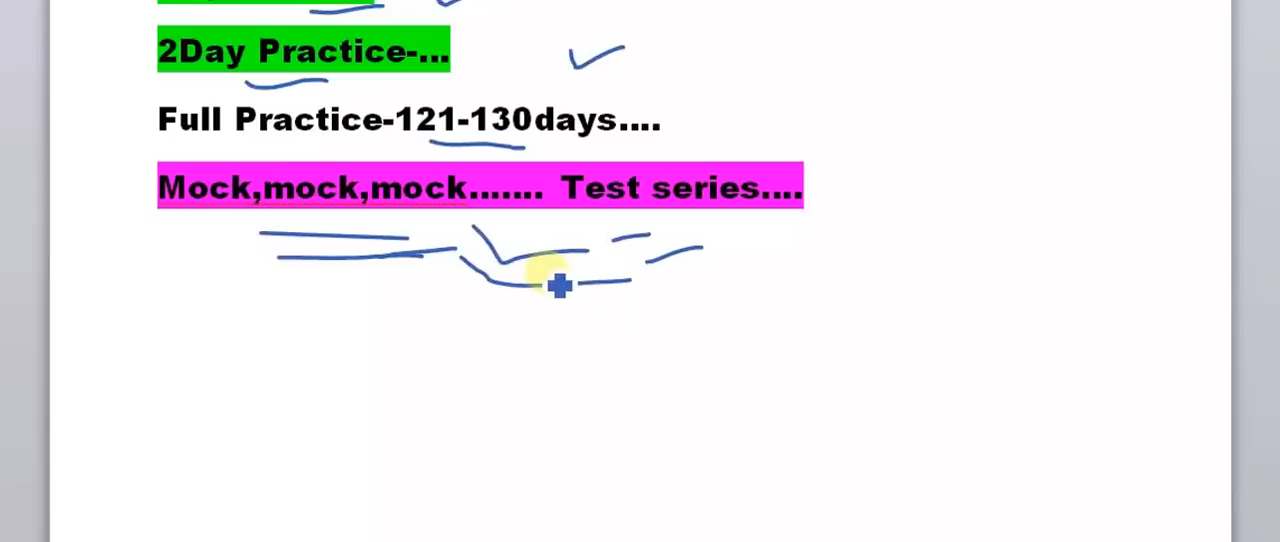 2Day Practice-...
Full Practice-121-130days....
Mock,mock,mock....... Test series....